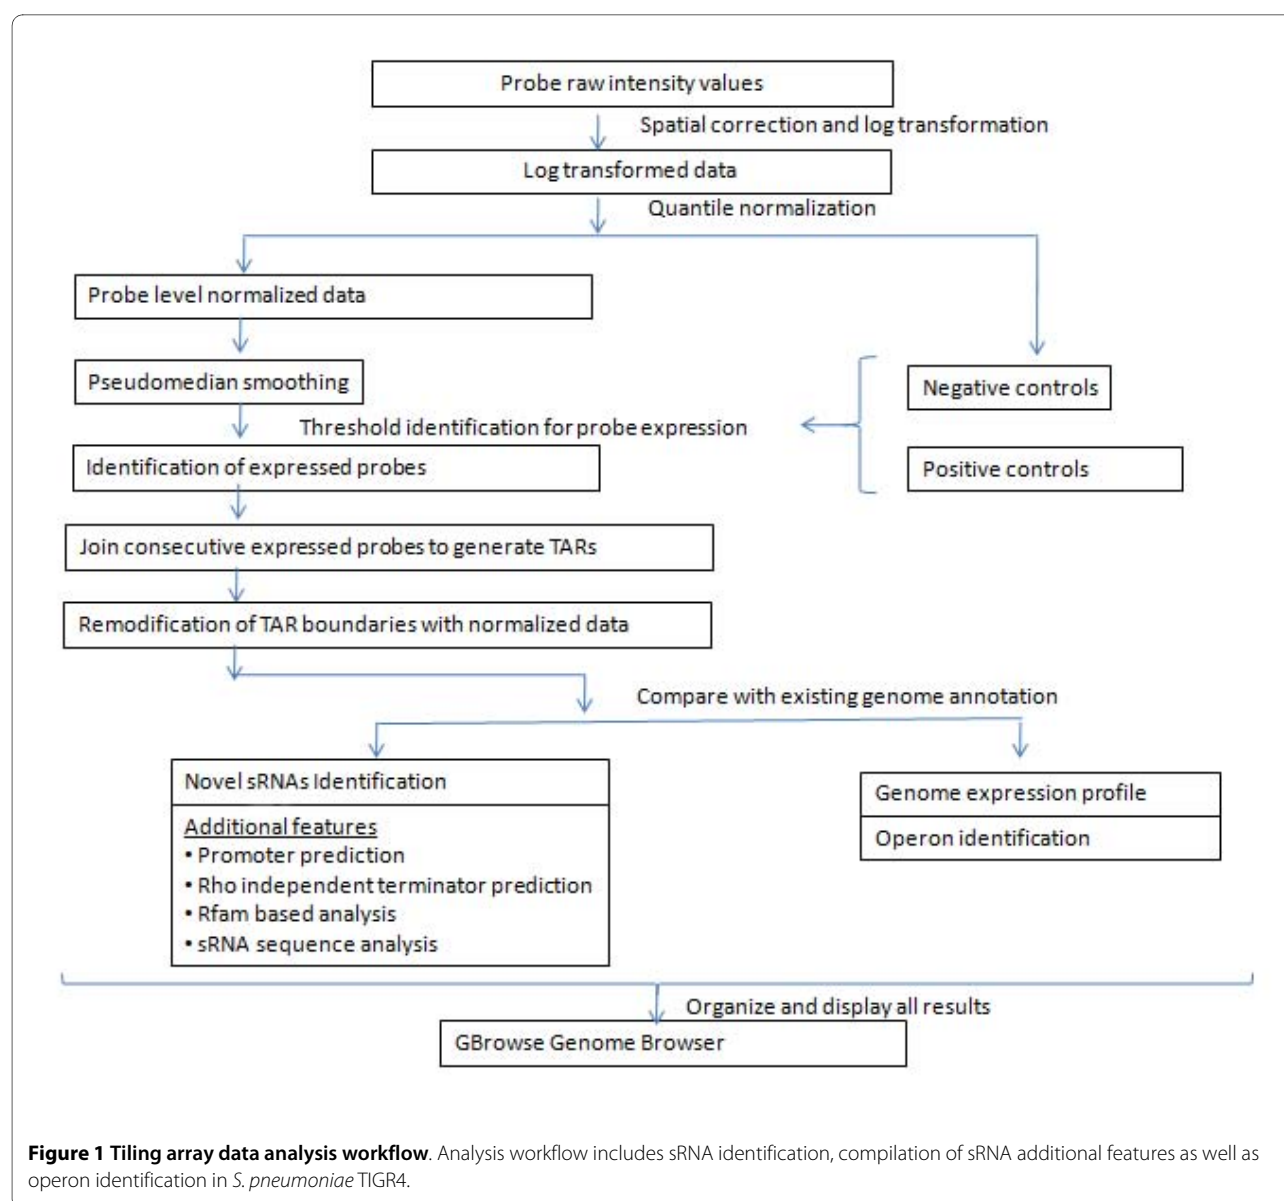 Probe raw intensity values
Spatial correction and log transformation
Log transformed data
Quantile normalization
Probe level normalized data
Pseudomedian smoothing
Negative controls
Threshold identification for probe expression
Identification of expressed probes
Positive controls
Join consecutive expressed probes to generate TARs
Remodification of TAR boundaries with normalized data
Compare with existing genome annotation
Novel sRNAs Identification
Additional features
• Promoter prediction
• Rho independent terminator prediction
• Rfam based analysis
• sRNA sequence analysis
Genome expression profile
Operon identification
Organize and display all results
GBrowse Genome Browser
Figure 1 Tiling array data analysis workflow. Analysis workflow includes sRNA identification, compilation of sRNA additional features as well as
operon identification in S. pneumoniae TIGR4.